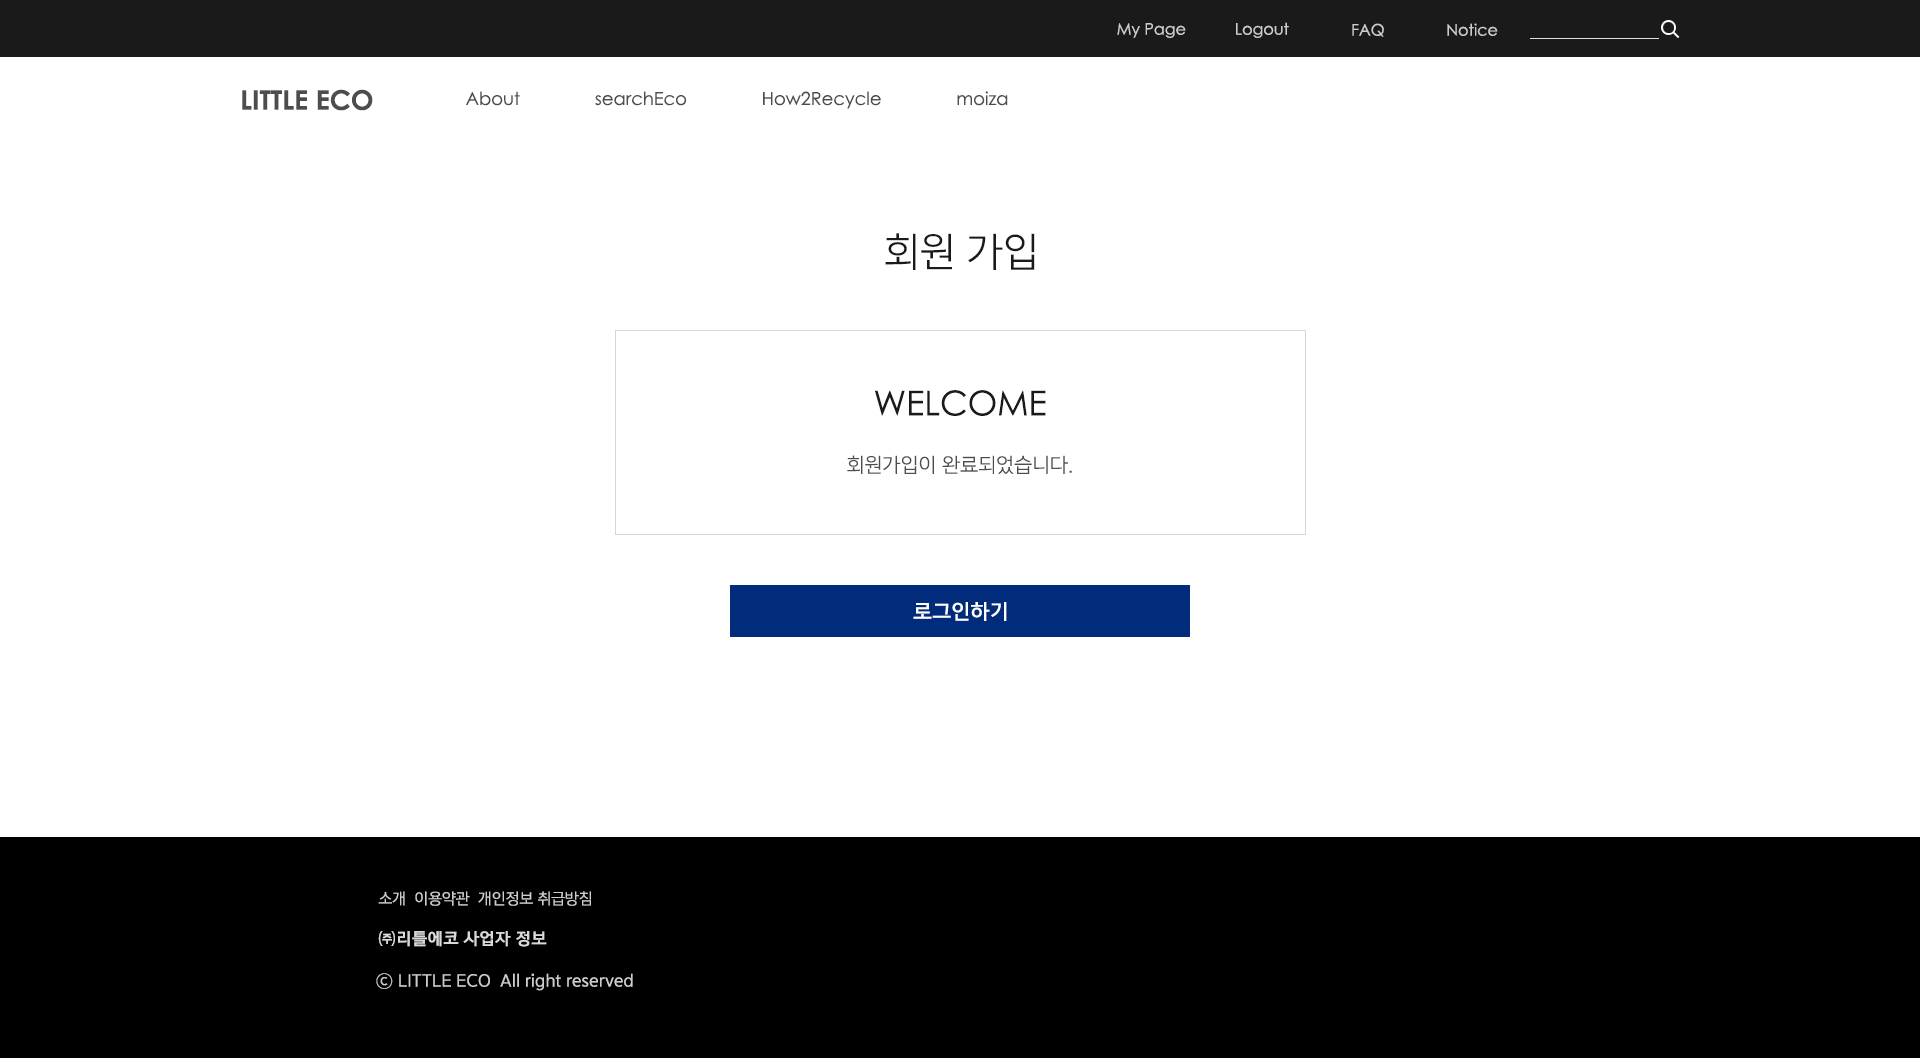 My Page Logout FAQ Notice
LITTLE ECO About searchEco How2Recycle moiza
회원 가입
WELCOME
회원가입이 완료되었습니다.
로그인하기
소개 이용약관 개인정보 취급방침
㈜리틀에코 사업자 정보
ⓒ LITTLE ECO All right reserved